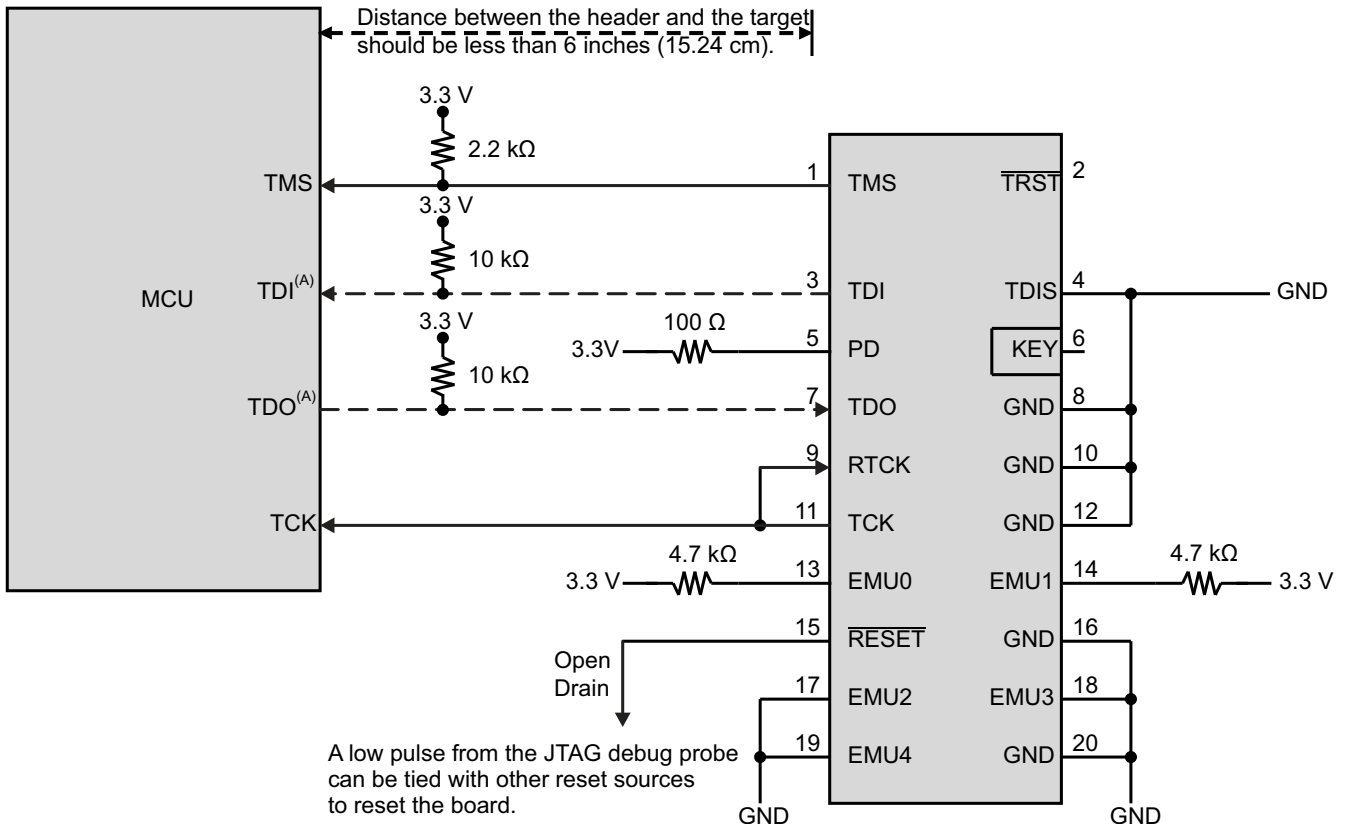 Distance between the header and the target
should be less than 6 inches (15.24 cm).
3.3 V
2.2 kΩ
TMS
1
TMS
TRST
2
3.3 V
10 kΩ
MCU
TDI(A)
3
TDI
TDIS
4
GND
3.3 V
100 Ω
3.3V
5
PD
KEY
6
10 kΩ
TDO(A)
7
TDO
GND
8
9
RTCK
GND
10
TCK
11
TCK
GND
12
4.7 kΩ
3.3 V
13
EMU0
EMU1
14
4.7 kΩ
3.3 V
15
RESET
GND
16
Open
Drain
17
EMU2
EMU3
18
A low pulse from the JTAG debug probe
can be tied with other reset sources
to reset the board.
19
EMU4
GND
20
GND
GND